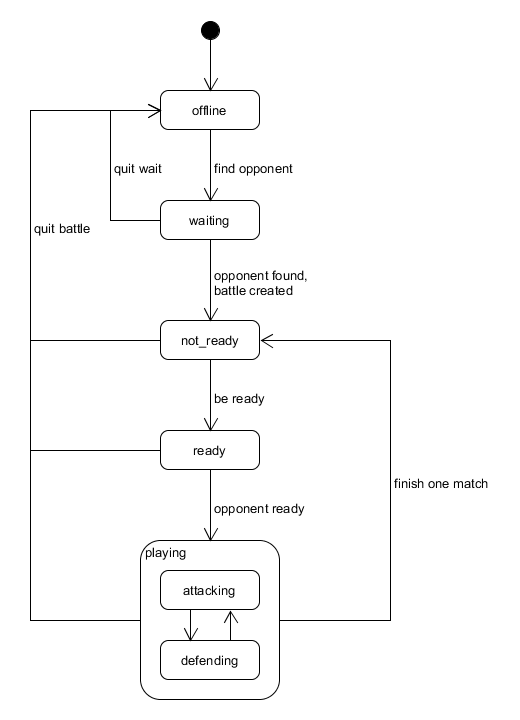 offline
quit wait
find opponent
waiting
quit battle
opponent found,
battle created
not_ready
be ready
ready
finish one match
opponent ready
playing
attacking
defending